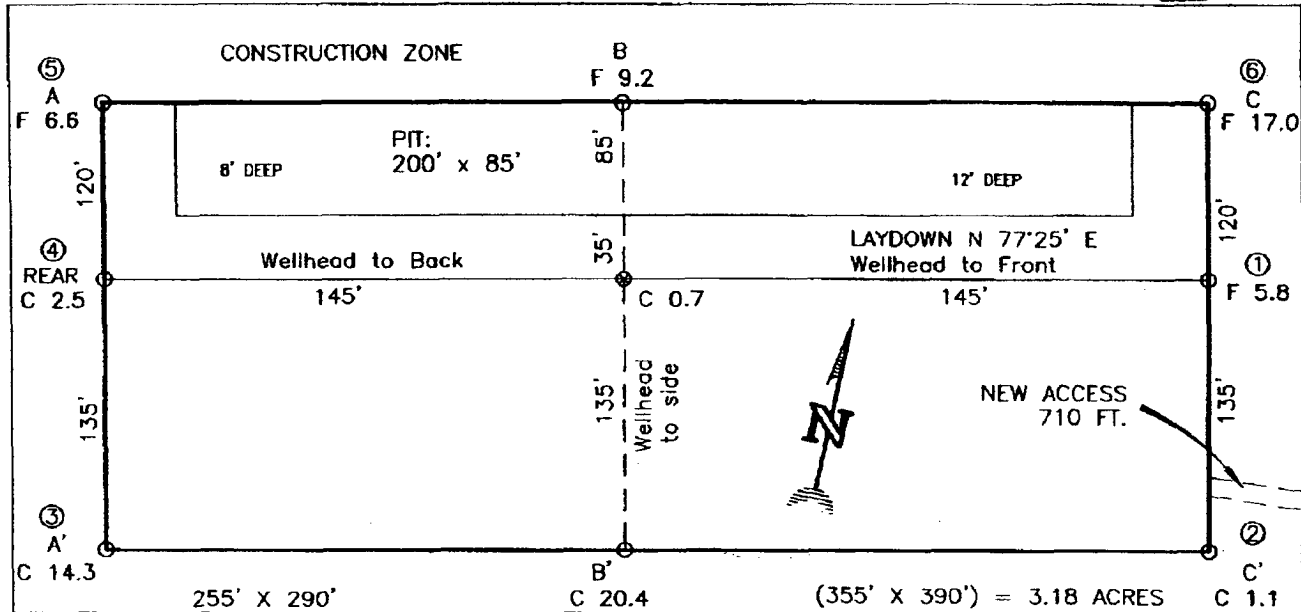 CONSTRUCTION ZONE
B
F 9.2
⑤
A
F 6.6
⑥
C
F 17.0
PIT:
200' x 85'
8' DEEP
12' DEEP
85'
120'
120'
35'
④
REAR
C 2.5
Wellhead to Back
145'
C 0.7
LAYDOWN N 77°25' E
Wellhead to Front
145'
①
F 5.8
135'
135'
Wellhead
to side
N
NEW ACCESS
710 FT.
135'
③
A'
C 14.3
B'
C 20.4
②
C'
C 1.1
255' X 290'
(355' X 390') = 3.18 ACRES